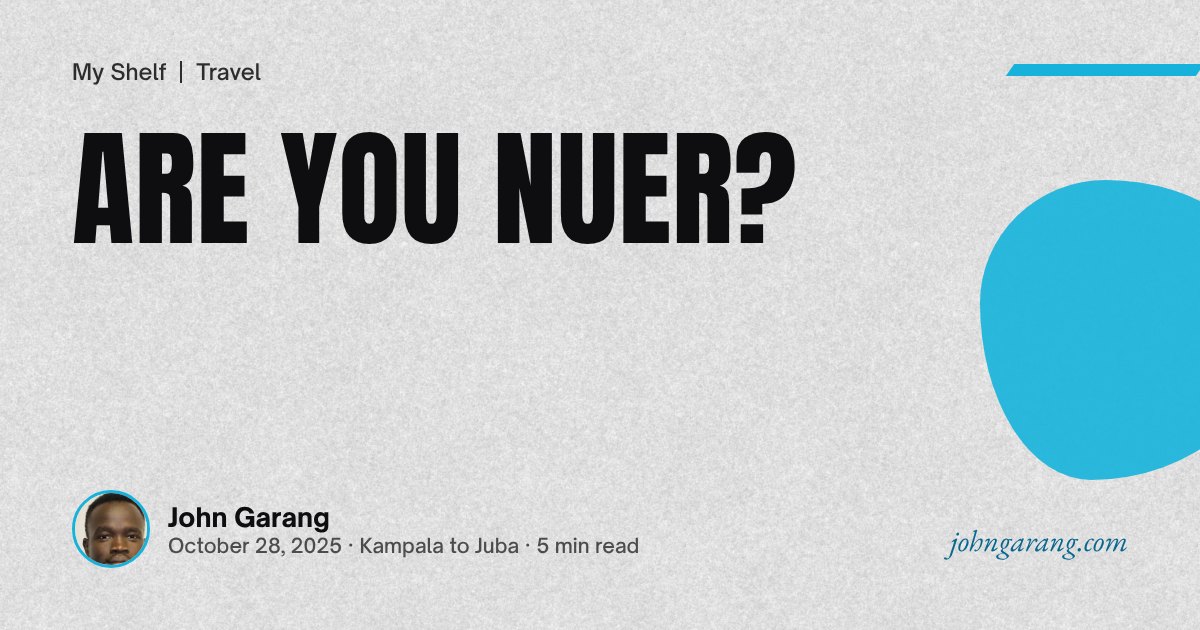 My Shelf | Travel
ARE YOU NUER?
John Garang
October 28, 2025 · Kampala to Juba · 5 min read
johngarang.com